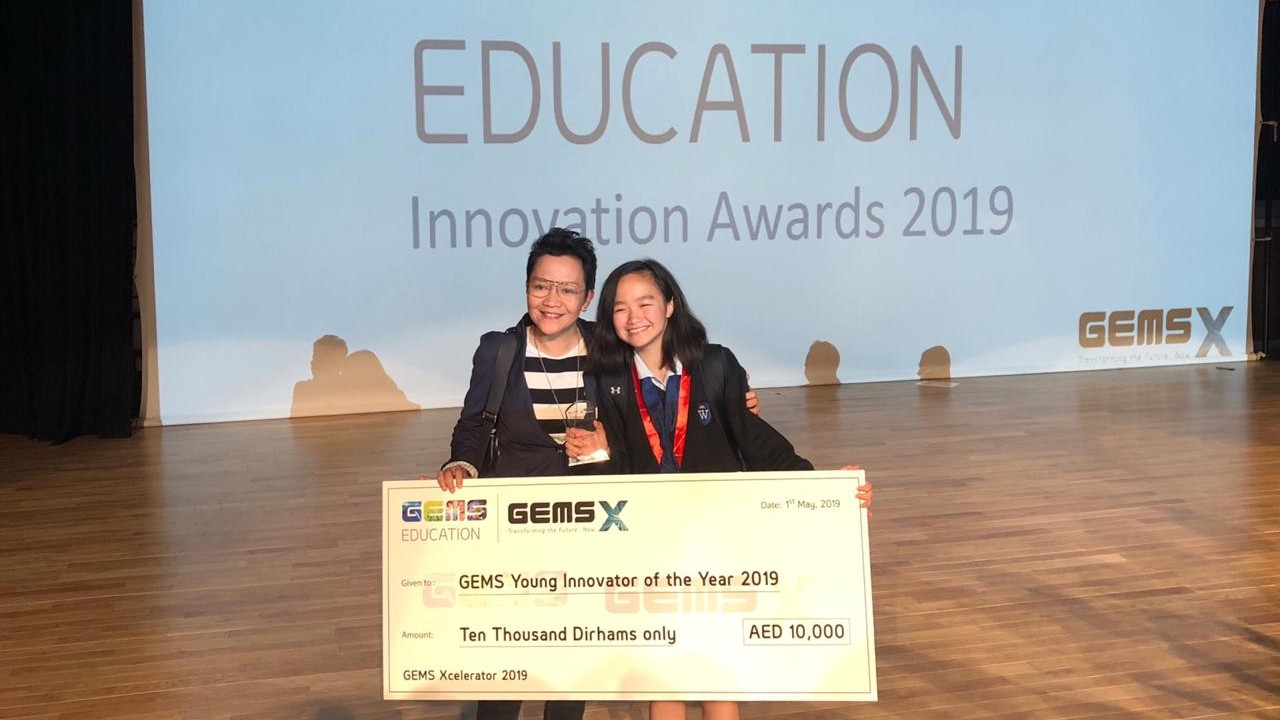 EDUCATION
Innovation Awards 2019
GEMS X
Transforming the Future. Now.
W
GEMS
EDUCATION
GEMS X
Transforming the Future. Now.
Date: 1ST May, 2019
Given to: GEMS Young Innovator of the Year 2019
Amount: Ten Thousand Dirhams only AED 10,000
GEMS Xcelerator 2019